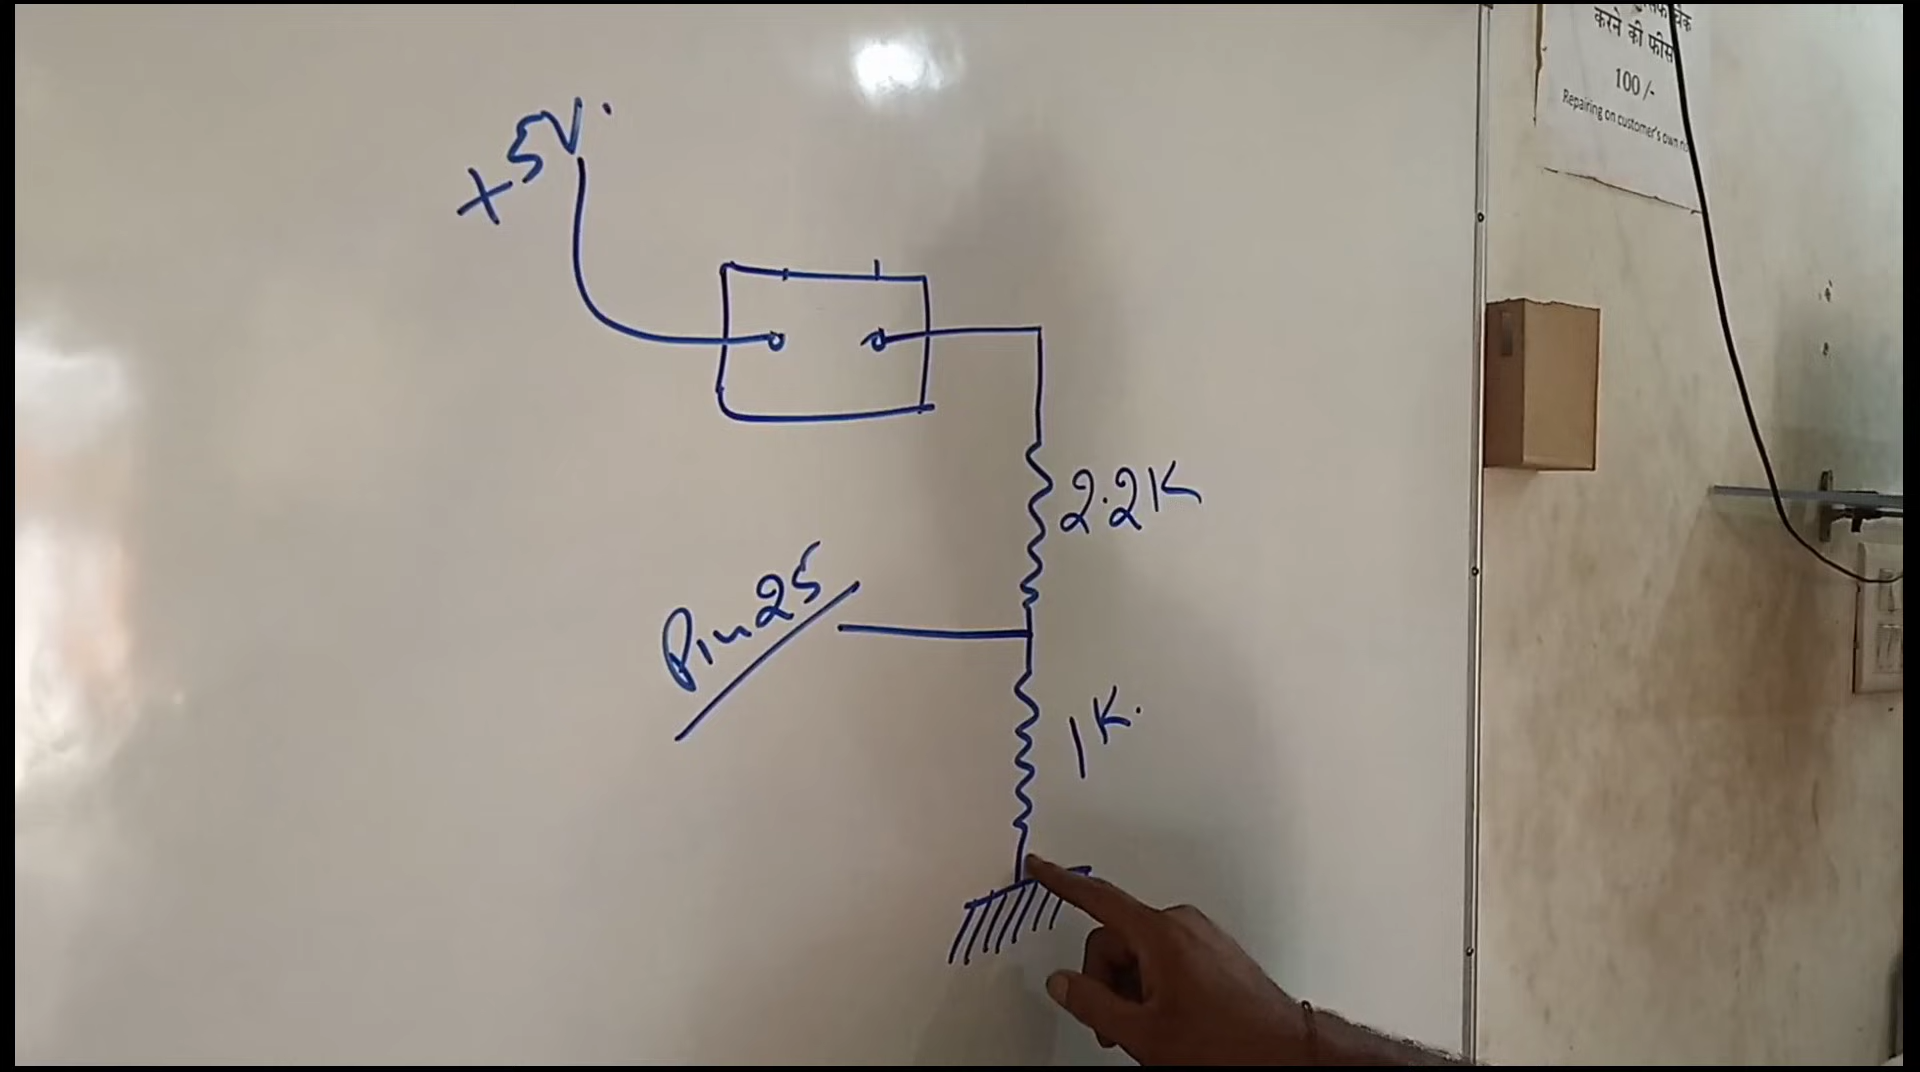 +5V.
2.2K
Pin25
1K.
करने की फीस
100/-
Repairing on customer's own